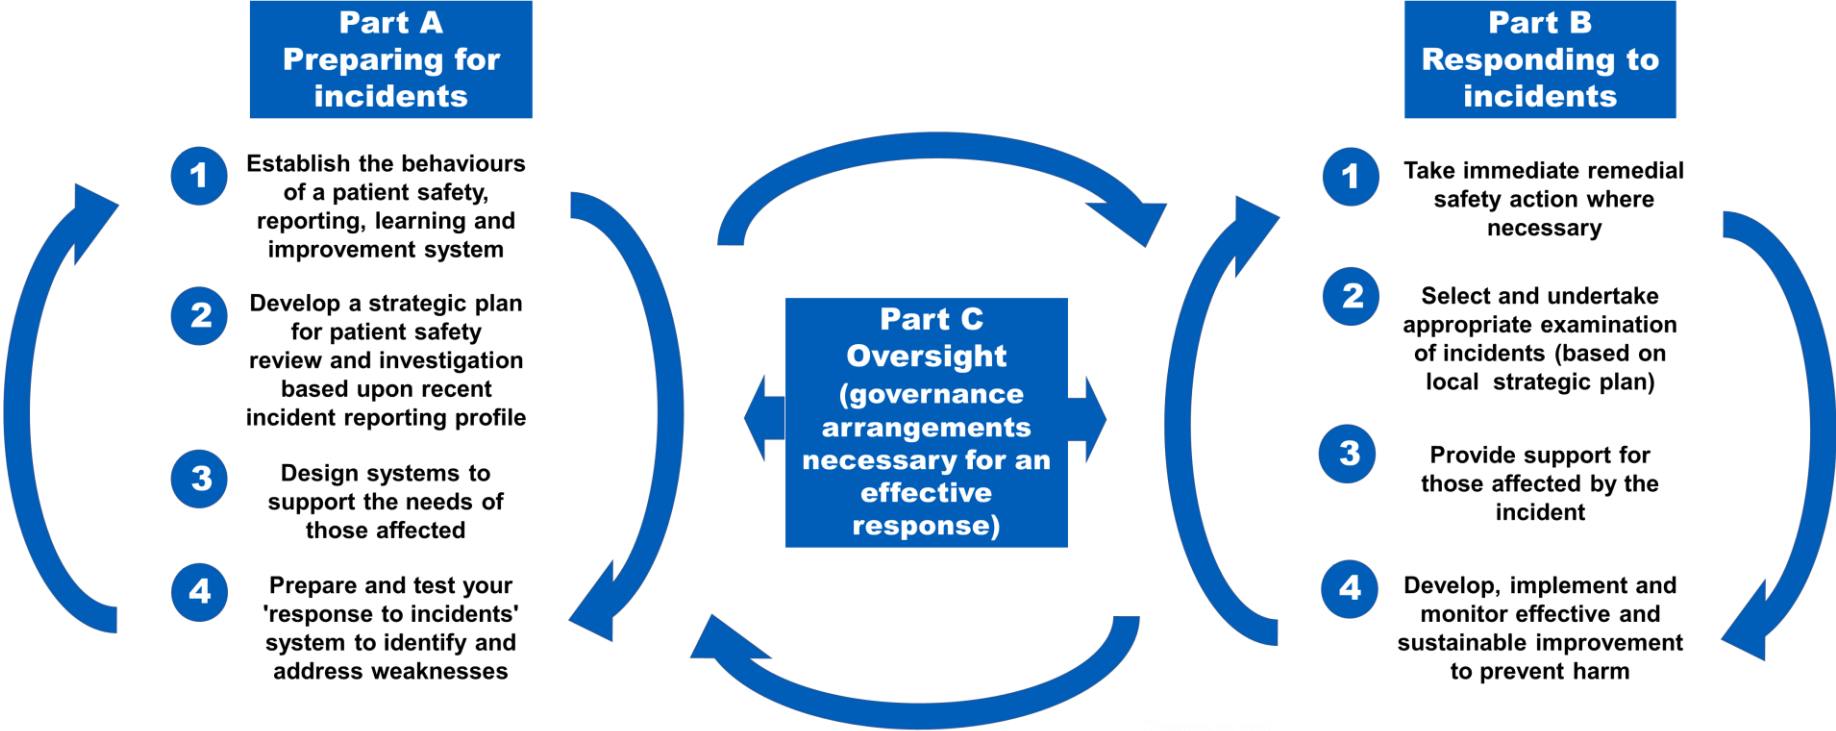 Part A
Preparing for
incidents
1
Establish the behaviours
of a patient safety,
reporting, learning and
improvement system
2
Develop a strategic plan
for patient safety
review and investigation
based upon recent
incident reporting profile
3
Design systems to
support the needs of
those affected
4
Prepare and test your
'response to incidents'
system to identify and
address weaknesses
Part C
Oversight
(governance
arrangements
necessary for an
effective
response)
Part B
Responding to
incidents
1
Take immediate remedial
safety action where
necessary
2
Select and undertake
appropriate examination
of incidents (based on
local strategic plan)
3
Provide support for
those affected by the
incident
4
Develop, implement and
monitor effective and
sustainable improvement
to prevent harm